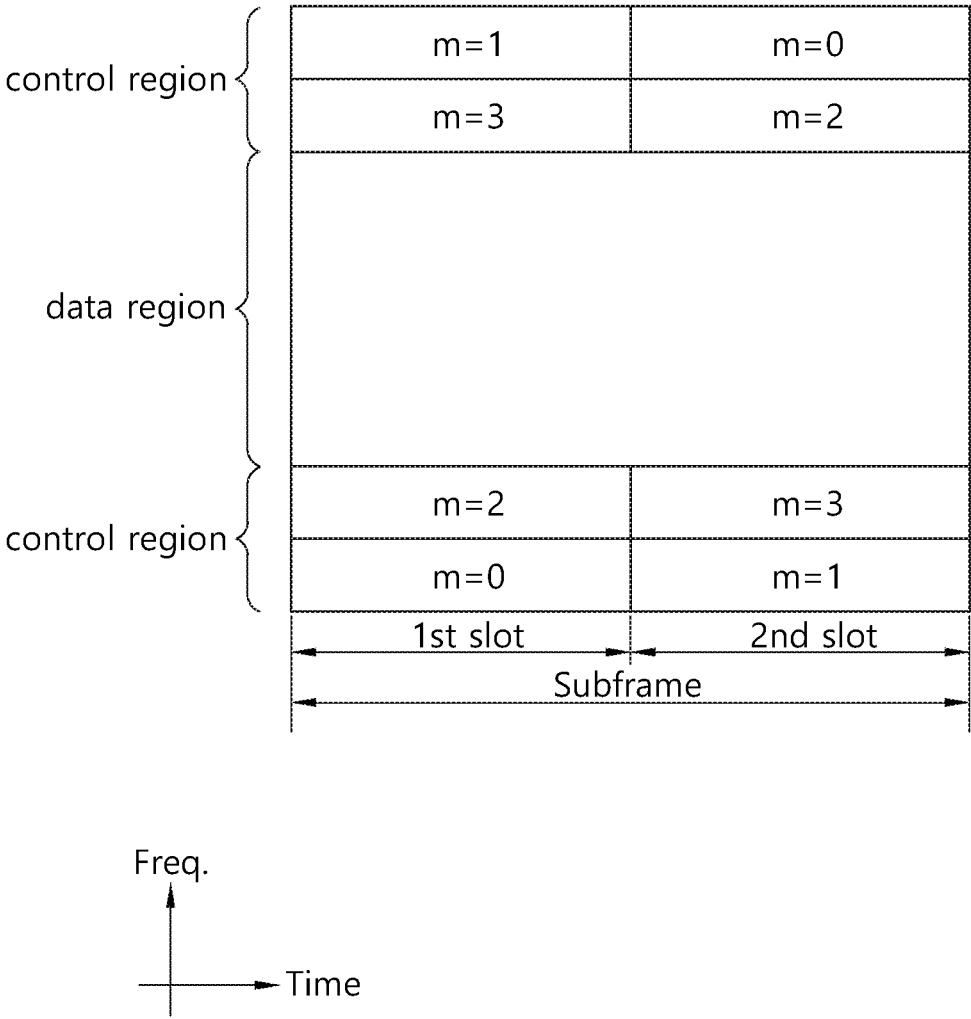 m=1 m=0
control region
m=3 m=2
data region
m=2 m=3
control region
m=0 m=1
1st slot 2nd slot
Subframe
Freq.
Time